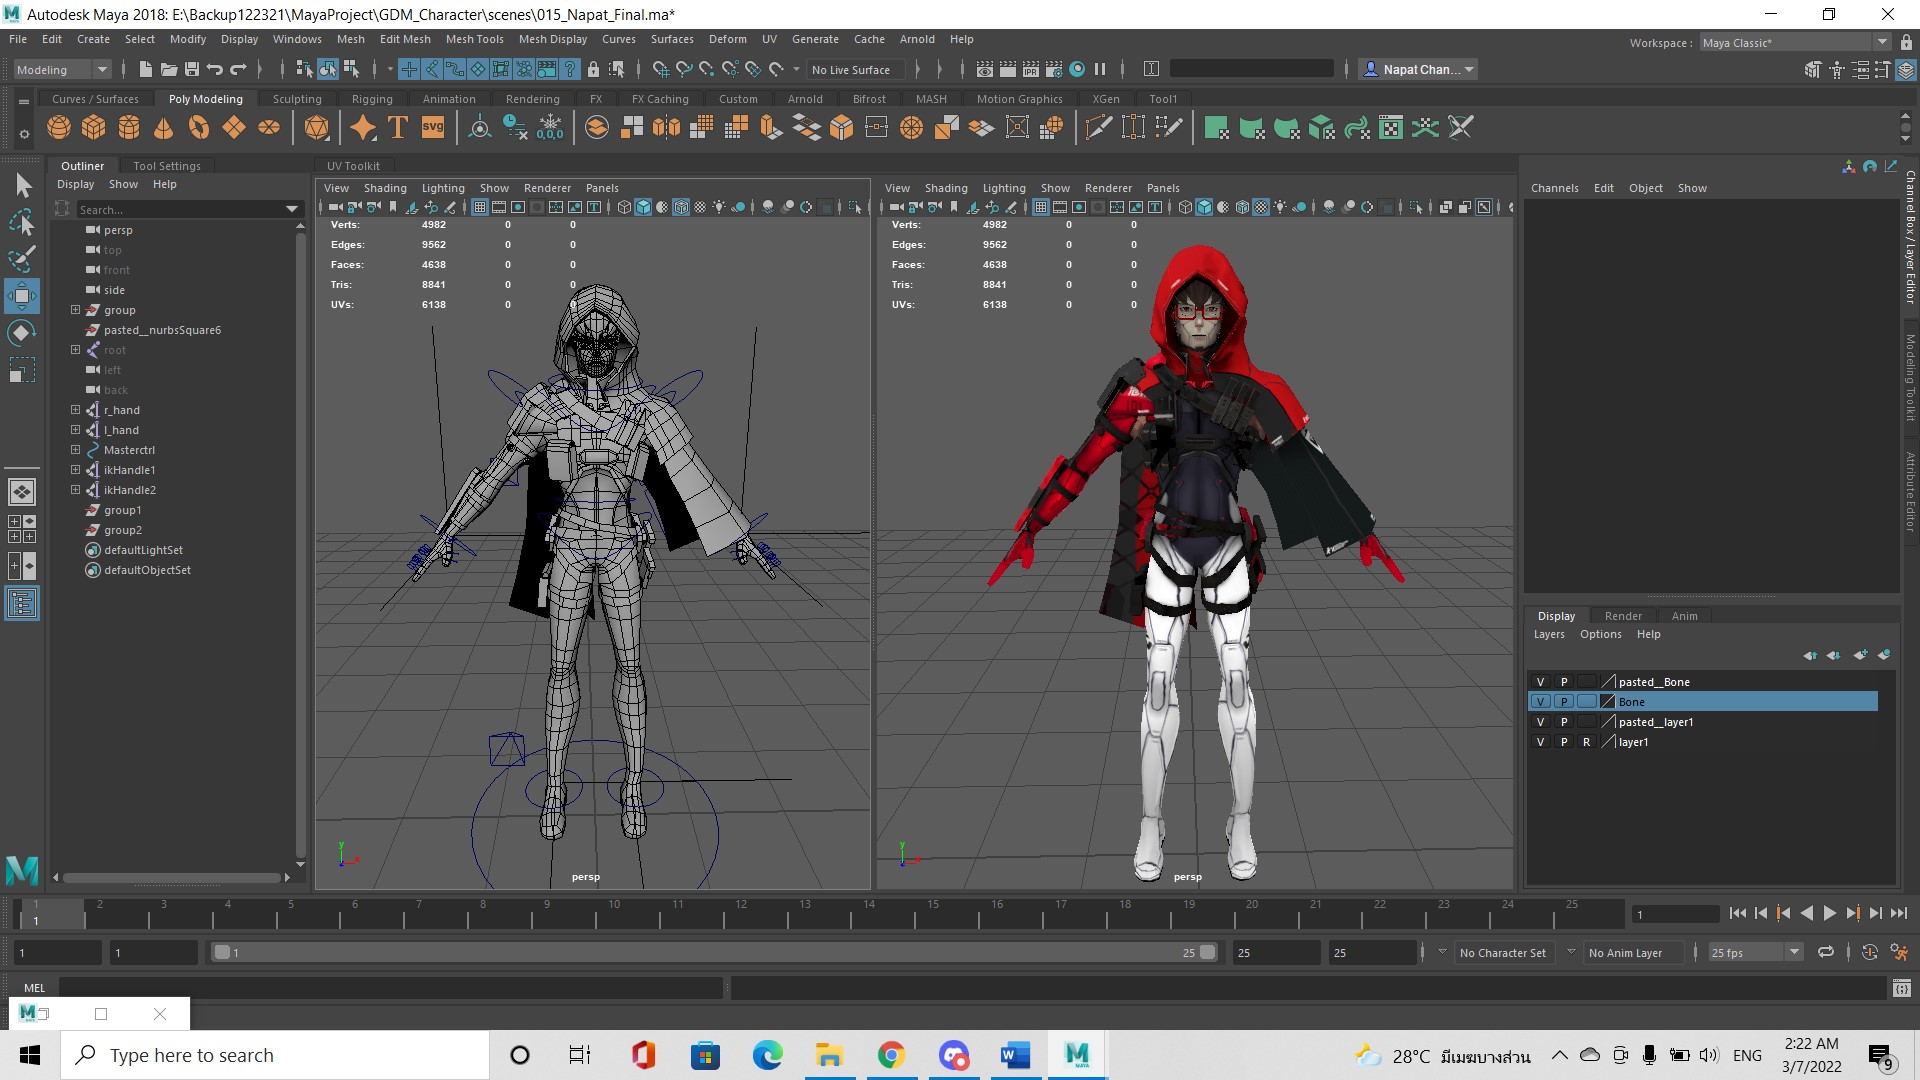 Autodesk Maya 2018: E:\Backup122321\MayaProject\GDM_Character\scenes\015_Napat_Final.ma*
File Edit Create Select Modify Display Windows Mesh Edit Mesh Mesh Tools Mesh Display Curves Surfaces Deform UV Generate Cache Arnold Help
Workspace : Maya Classic*
Modeling
No Live Surface
Napat Chan...
Curves / Surfaces Poly Modeling Sculpting Rigging Animation Rendering FX FX Caching Custom Arnold Bifrost MASH Motion Graphics XGen Tool1
T SVG
0,0,0
Outliner Tool Settings
Display Show Help
Search...
persp
top
front
side
group
pasted__nurbsSquare6
root
left
back
r_hand
l_hand
Masterctrl
ikHandle1
ikHandle2
group1
group2
defaultLightSet
defaultObjectSet
UV Toolkit
View Shading Lighting Show Renderer Panels
Verts: 4982 0 0
Edges: 9562 0 0
Faces: 4638 0 0
Tris: 8841 0 0
UVs: 6138 0 0
y
x
persp
View Shading Lighting Show Renderer Panels
Verts: 4982 0 0
Edges: 9562 0 0
Faces: 4638 0 0
Tris: 8841 0 0
UVs: 6138 0 0
y
x
persp
Channels Edit Object Show
Channel Box / Layer Editor
Modeling Toolkit
Attribute Editor
Display Render Anim
Layers Options Help
V P pasted__Bone
V P Bone
V P pasted__layer1
V P R layer1
1 2 3 4 5 6 7 8 9 10 11 12 13 14 15 16 17 18 19 20 21 22 23 24 25
1
1
1 1 1 25 25 25 No Character Set No Anim Layer 25 fps
MEL
Type here to search
28°C มีเมฆบางส่วน
ENG
2:22 AM
3/7/2022
9